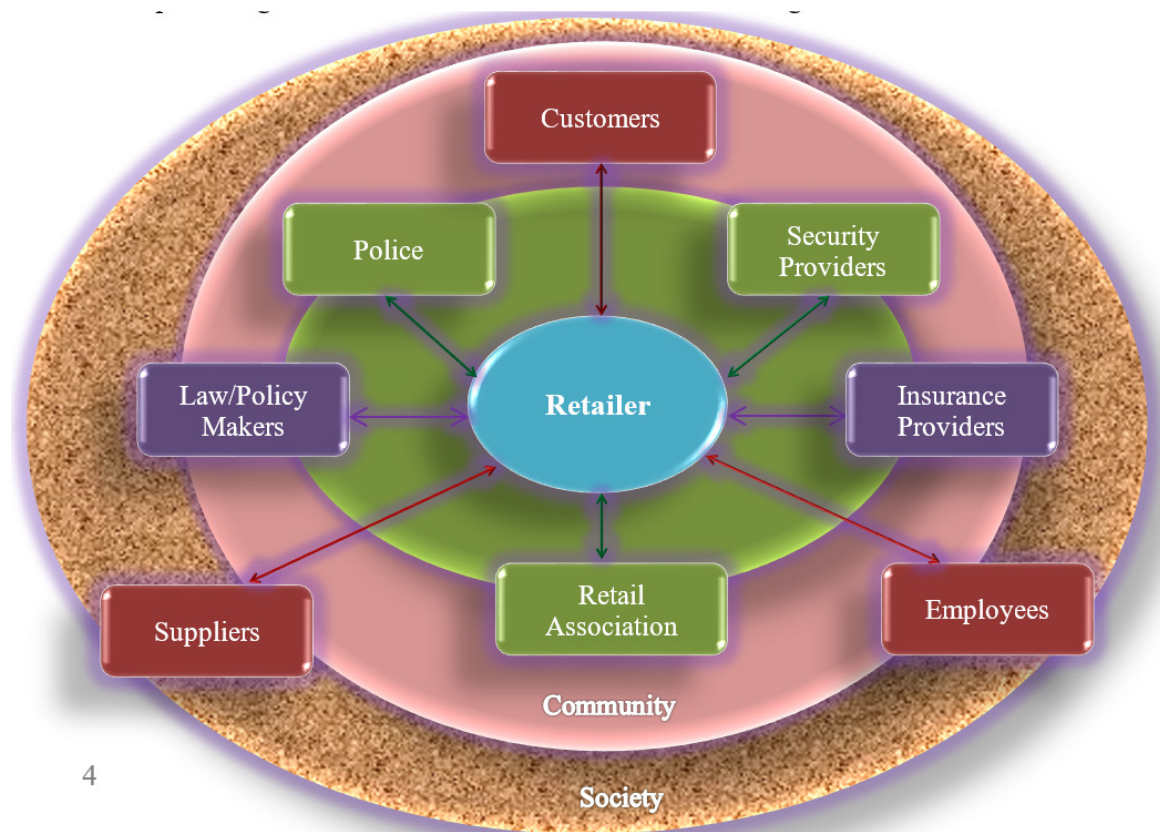 Customers
Police
Security
Providers
Law/Policy
Makers
Retailer
Insurance
Providers
Suppliers
Retail
Association
Employees
Community
4
Society